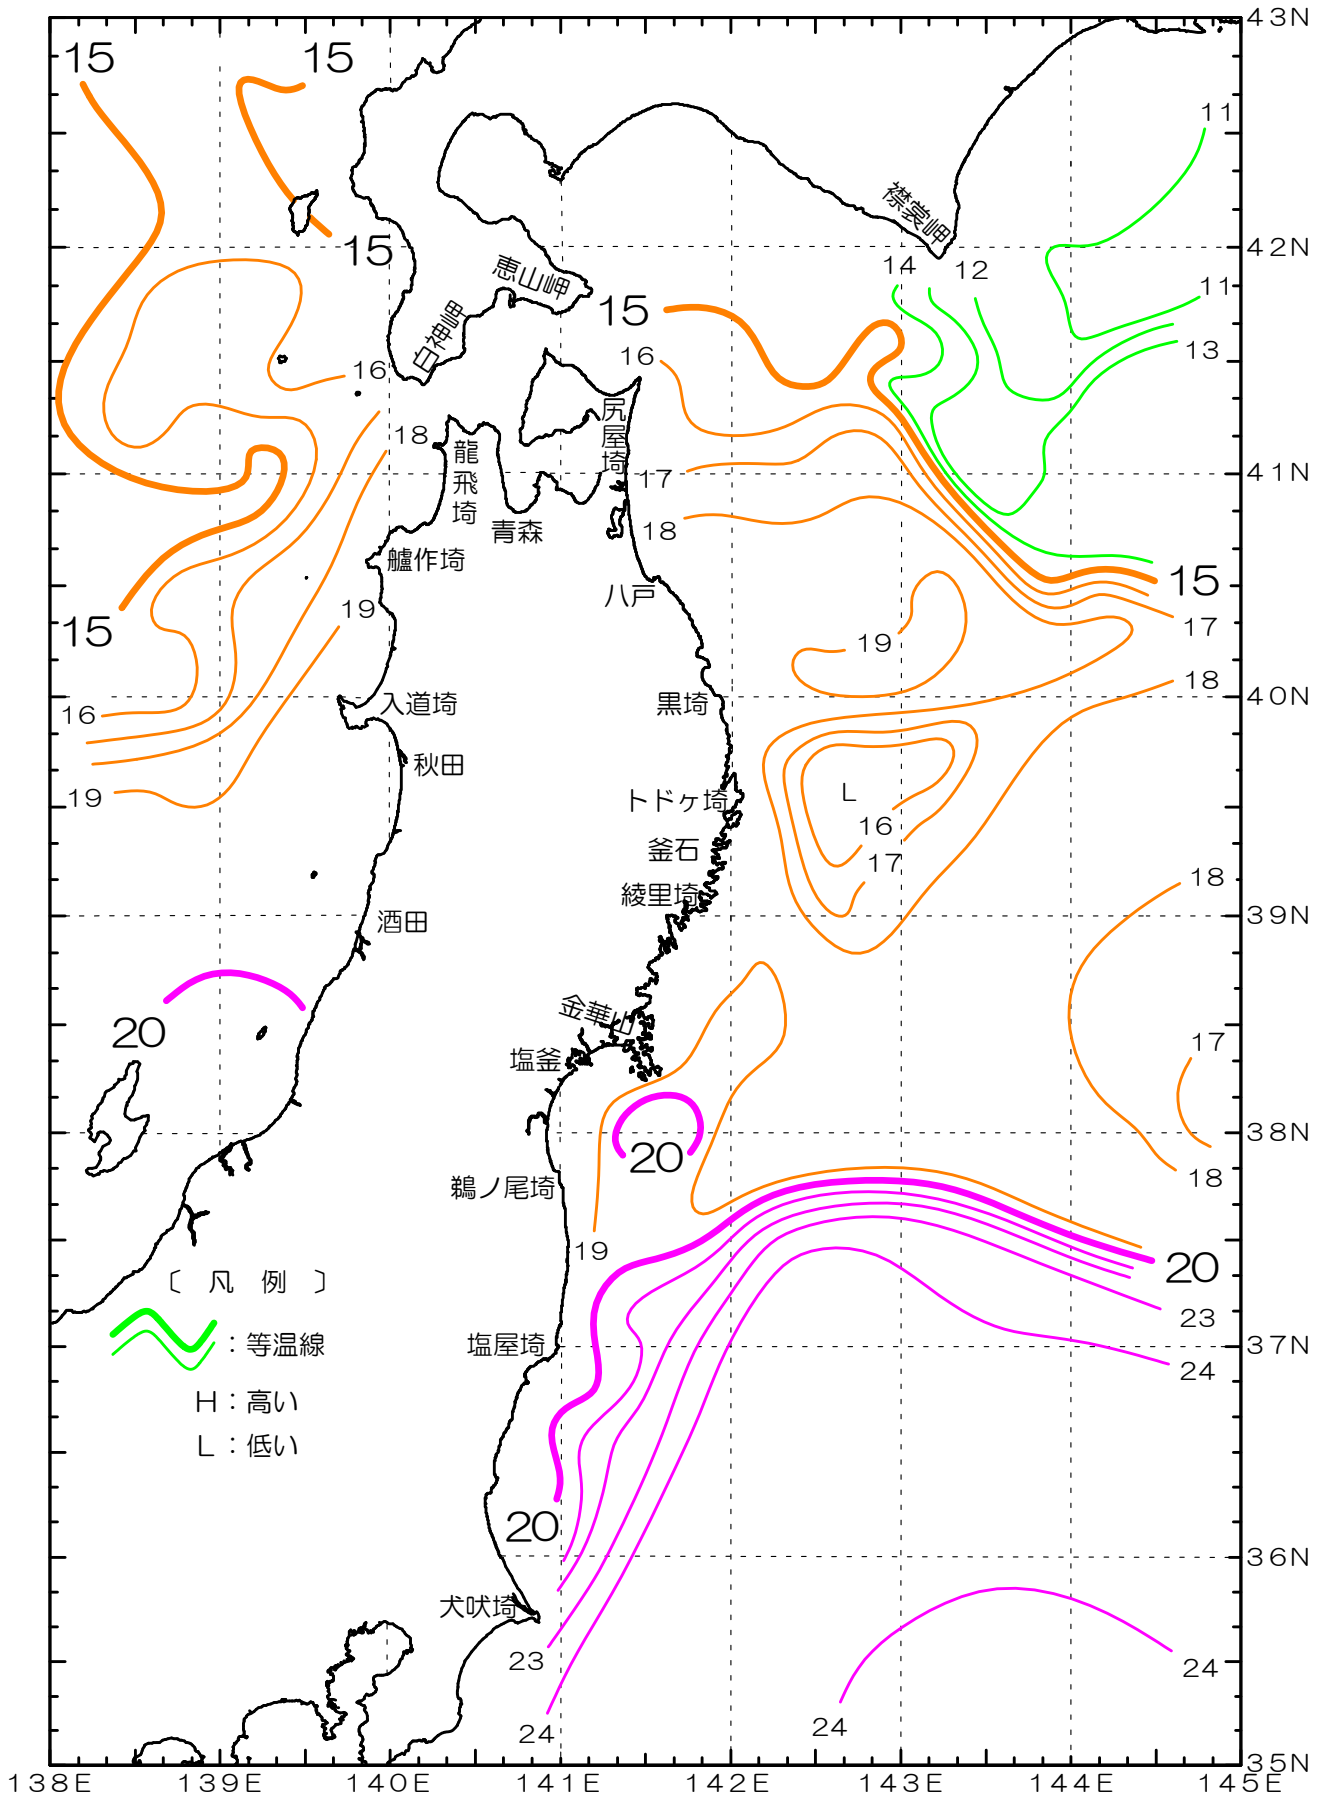 43N
15
15
11
襟裳岬
15
42N
14
12
恵山岬
11
15
白神岬
13
16
16
尻屋埼
18
龍飛埼
17
41N
18
青森
艫作埼
15
八戸
19
15
17
19
18
入道埼
黒埼
40N
16
秋田
19
トドヶ埼
L
16
釜石
17
18
綾里埼
39N
酒田
金華山
20
17
塩釜
38N
20
18
鵜ノ尾埼
19
20
〔 凡 例 〕
23
:等温線
塩屋埼
37N
24
H:高い
L:低い
20
36N
犬吠埼
23
24
24
24
35N
138E
139E
140E
141E
142E
143E
144E
145E